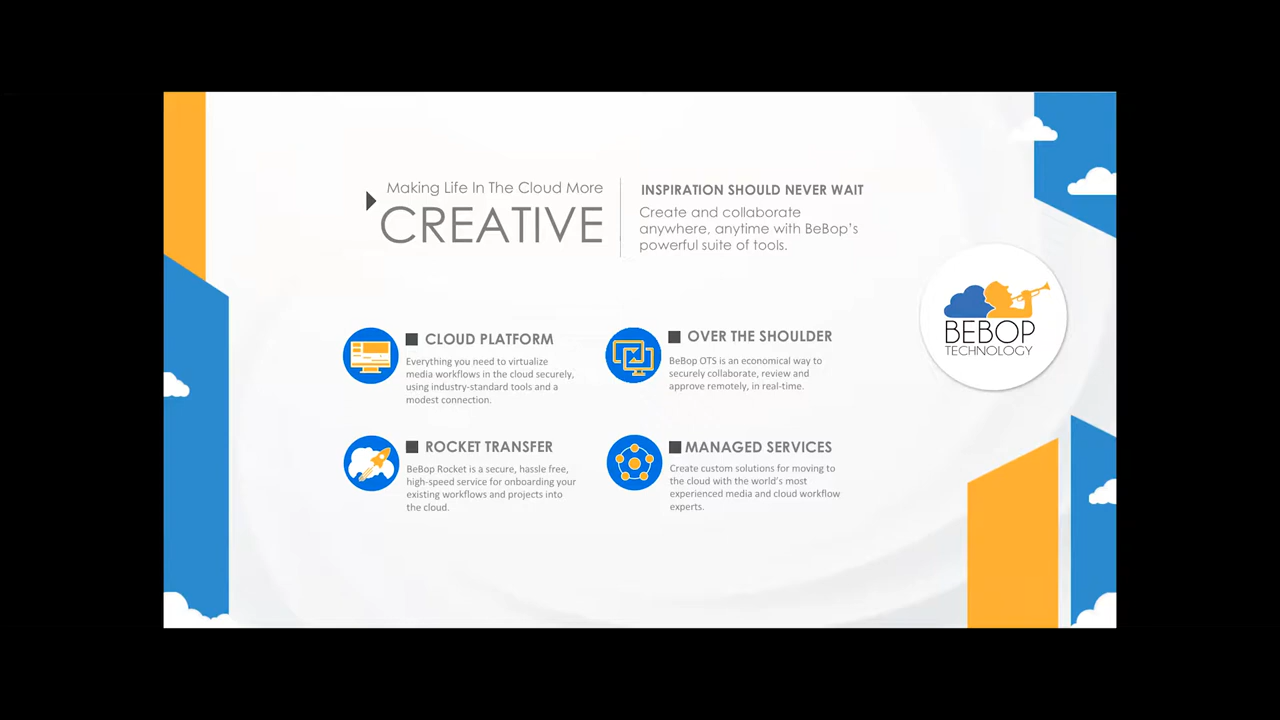 Making Life In The Cloud More
CREATIVE
INSPIRATION SHOULD NEVER WAIT
Create and collaborate
anywhere, anytime with BeBop's
powerful suite of tools.
BEBOP
TECHNOLOGY
CLOUD PLATFORM
Everything you need to virtualize
media workflows in the cloud securely,
using industry-standard tools and a
modest connection.
OVER THE SHOULDER
BeBop OTS is an economical way to
securely collaborate, review and
approve remotely, in real-time.
ROCKET TRANSFER
BeBop Rocket is a secure, hassle free,
high-speed service for onboarding your
existing workflows and projects into
the cloud.
MANAGED SERVICES
Create custom solutions for moving to
the cloud with the world's most
experienced media and cloud workflow
experts.